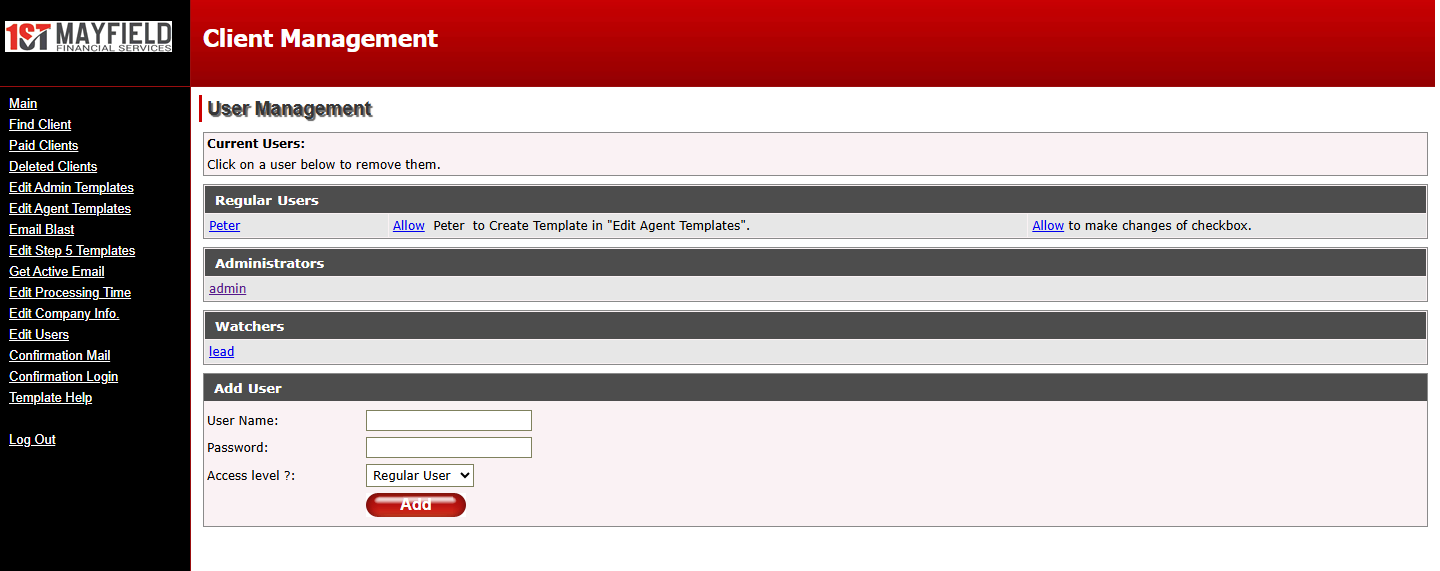 1ST MAYFIELD
FINANCIAL SERVICES
Client Management
Main
Find Client
Paid Clients
Deleted Clients
Edit Admin Templates
Edit Agent Templates
Email Blast
Edit Step 5 Templates
Get Active Email
Edit Processing Time
Edit Company Info.
Edit Users
Confirmation Mail
Confirmation Login
Template Help
Log Out
User Management
Current Users:
Click on a user below to remove them.
Regular Users
Peter Allow Peter to Create Template in "Edit Agent Templates". Allow to make changes of checkbox.
Administrators
admin
Watchers
lead
Add User
User Name:
Password:
Access level ?: Regular User
Add